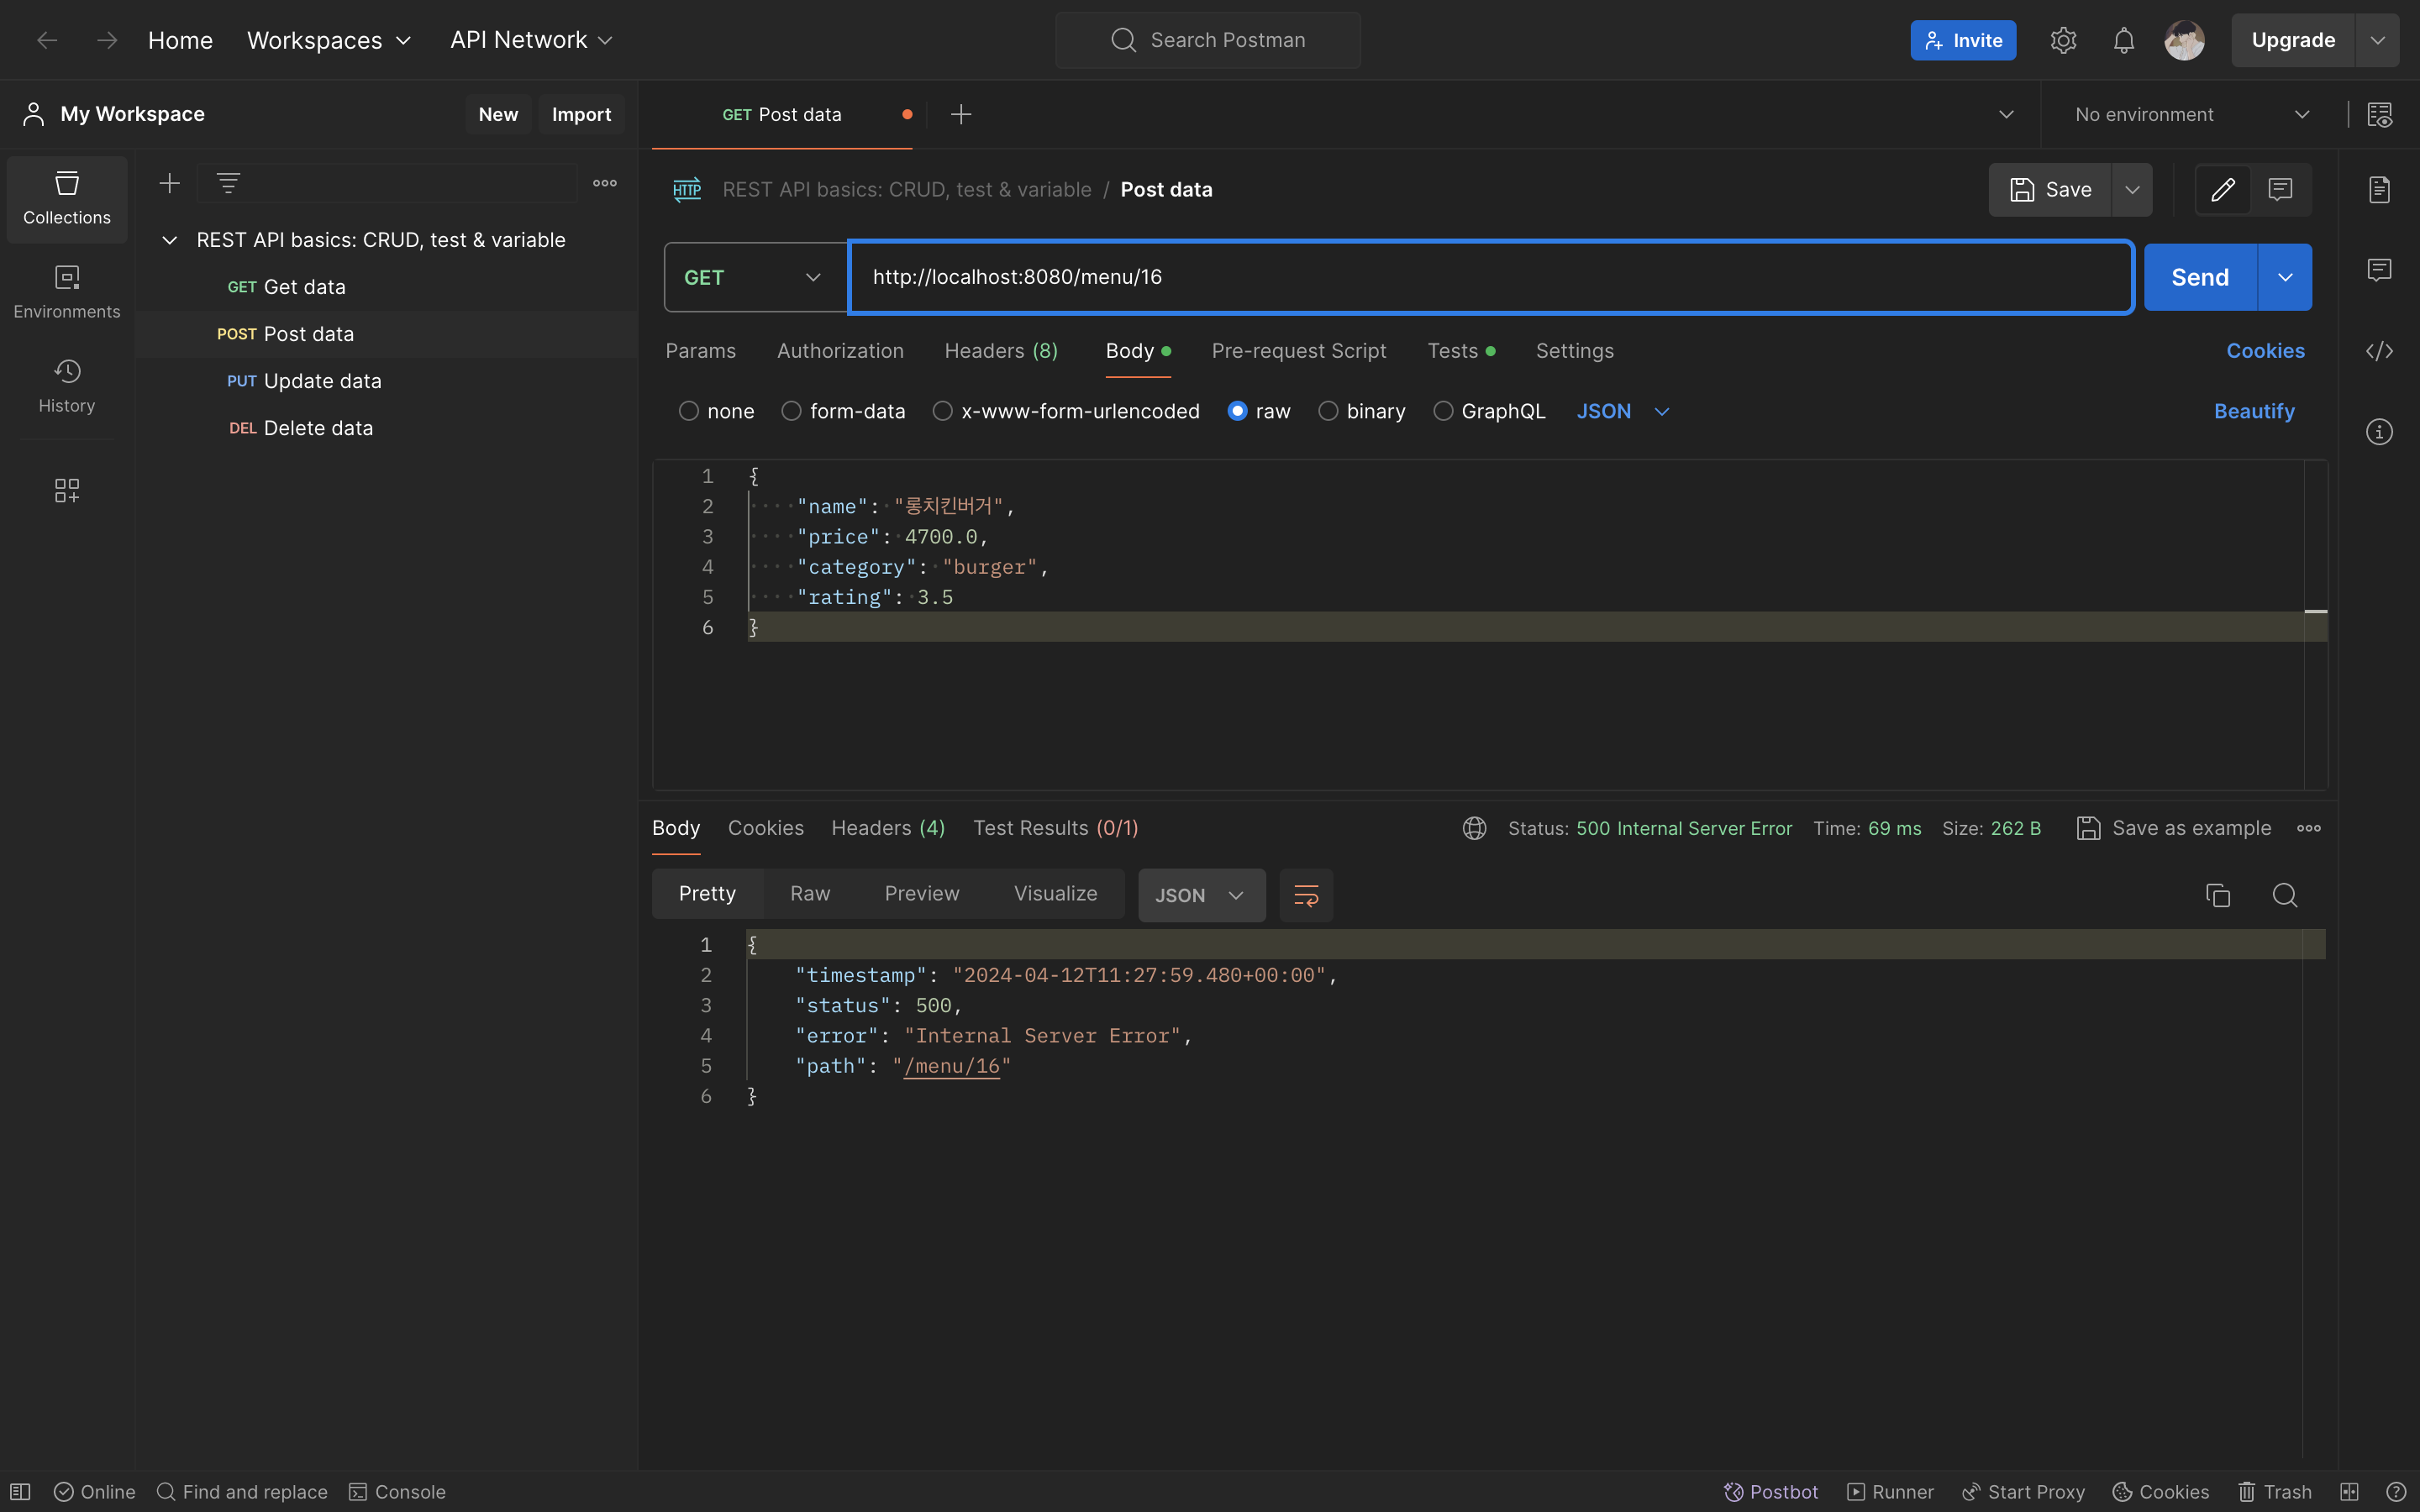 Home Workspaces API Network Search Postman Invite Upgrade
My Workspace New Import GET Post data No environment
Collections
Environments
History
REST API basics: CRUD, test & variable
GET Get data
POST Post data
PUT Update data
DEL Delete data
HTTP REST API basics: CRUD, test & variable / Post data Save
GET http://localhost:8080/menu/16 Send
Params Authorization Headers (8) Body Pre-request Script Tests Settings Cookies
none form-data x-www-form-urlencoded raw binary GraphQL JSON Beautify
1 {
2 ····"name":·"롱치킨버거",
3 ····"price":·4700.0,
4 ····"category":·"burger",
5 ····"rating":·3.5
6 }
Body Cookies Headers (4) Test Results (0/1) Status: 500 Internal Server Error Time: 69 ms Size: 262 B Save as example
Pretty Raw Preview Visualize JSON
1 {
2 "timestamp": "2024-04-12T11:27:59.480+00:00",
3 "status": 500,
4 "error": "Internal Server Error",
5 "path": "/menu/16"
6 }
Online Find and replace Console Postbot Runner Start Proxy Cookies Trash